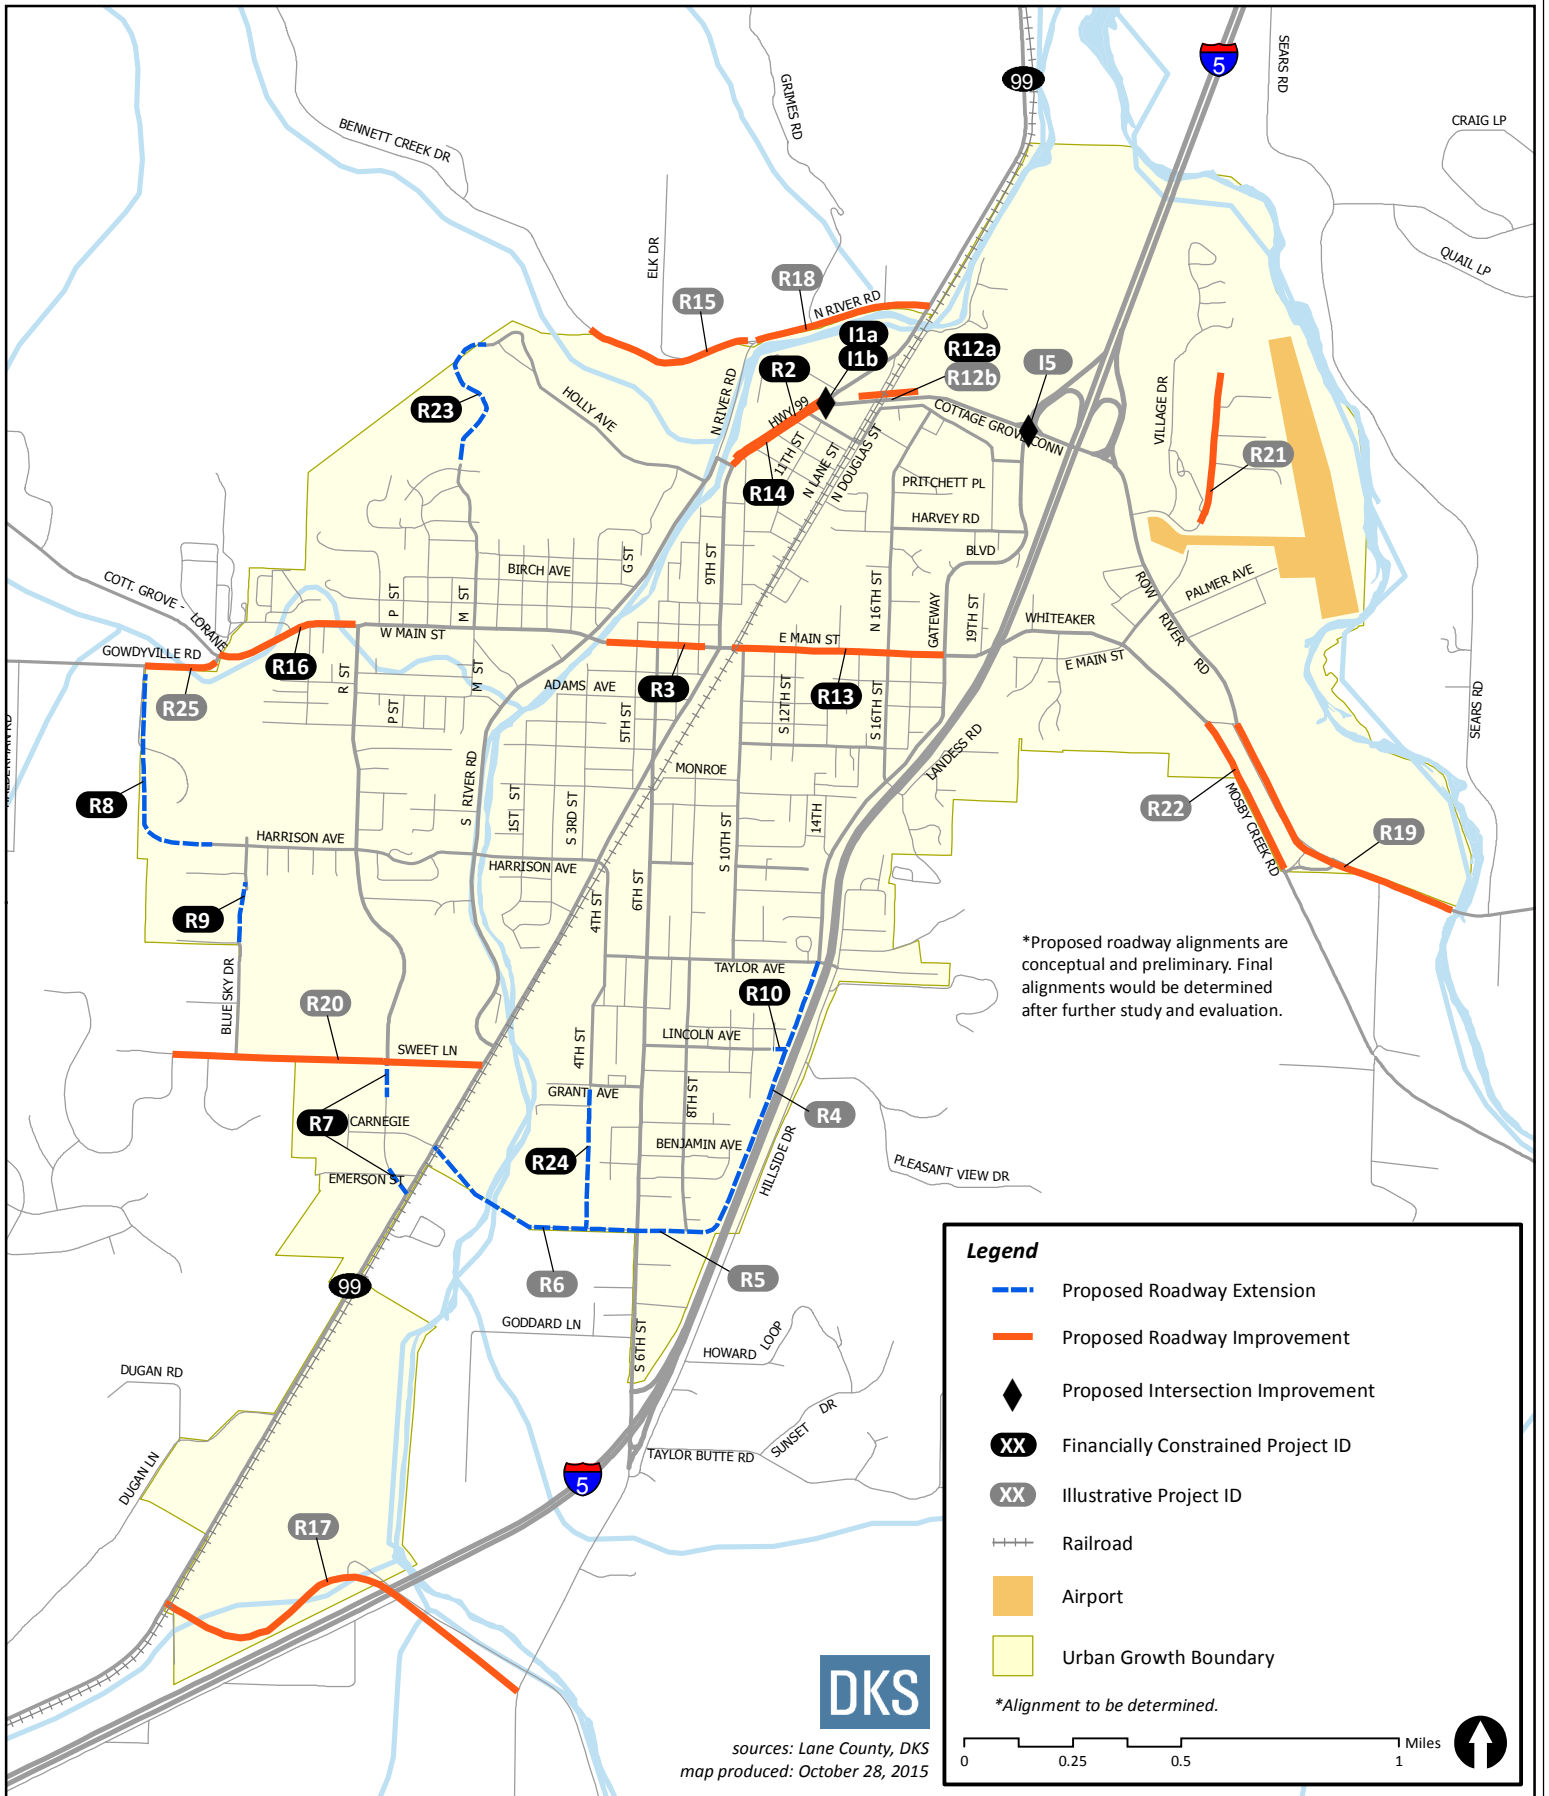 99
5
SEARS RD
GRIMES RD
CRAIG LP
BENNETT CREEK DR
ELK DR
QUAIL LP
R18
R15
N RIVER RD
I1a
I1b
R12a
R12b
I5
R2
R23
HOLLY AVE
N RIVER RD
HWY 99
COTTAGE GROVE CONN
VILLAGE DR
R21
11TH ST
N LANE ST
N DOUGLAS ST
R14
PRITCHETT PL
HARVEY RD
BLVD
9TH ST
G ST
BIRCH AVE
P ST
M ST
N 16TH ST
GATEWAY
19TH ST
ROW
RIVER
RD
PALMER AVE
WHITEAKER
COTT. GROVE -
LORANE
W MAIN ST
E MAIN ST
E MAIN ST
GOWDYVILLE RD
R16
R25
R ST
M ST
P ST
ADAMS AVE
R3
R13
5TH ST
S 12TH ST
S 16TH ST
SEARS RD
LANDESS RD
MONROE
R8
S RIVER RD
1ST ST
S 3RD ST
14TH
R22
MOSBY CREEK RD
R19
HARRISON AVE
HARRISON AVE
S 10TH ST
6TH ST
4TH ST
R9
*Proposed roadway alignments are
conceptual and preliminary. Final
alignments would be determined
after further study and evaluation.
TAYLOR AVE
R10
BLUE SKY DR
R20
SWEET LN
LINCOLN AVE
4TH ST
GRANT AVE
8TH ST
R4
R7
CARNEGIE
BENJAMIN AVE
HILLSIDE DR
R24
EMERSON ST
PLEASANT VIEW DR
R6
R5
99
GODDARD LN
S 6TH ST
HOWARD LOOP
DUGAN RD
SUNSET DR
TAYLOR BUTTE RD
DUGAN LN
5
R17
Legend
Proposed Roadway Extension
Proposed Roadway Improvement
Proposed Intersection Improvement
XX Financially Constrained Project ID
XX Illustrative Project ID
Railroad
Airport
Urban Growth Boundary
*Alignment to be determined.
Miles
0 0.25 0.5 1
DKS
sources: Lane County, DKS
map produced: October 28, 2015